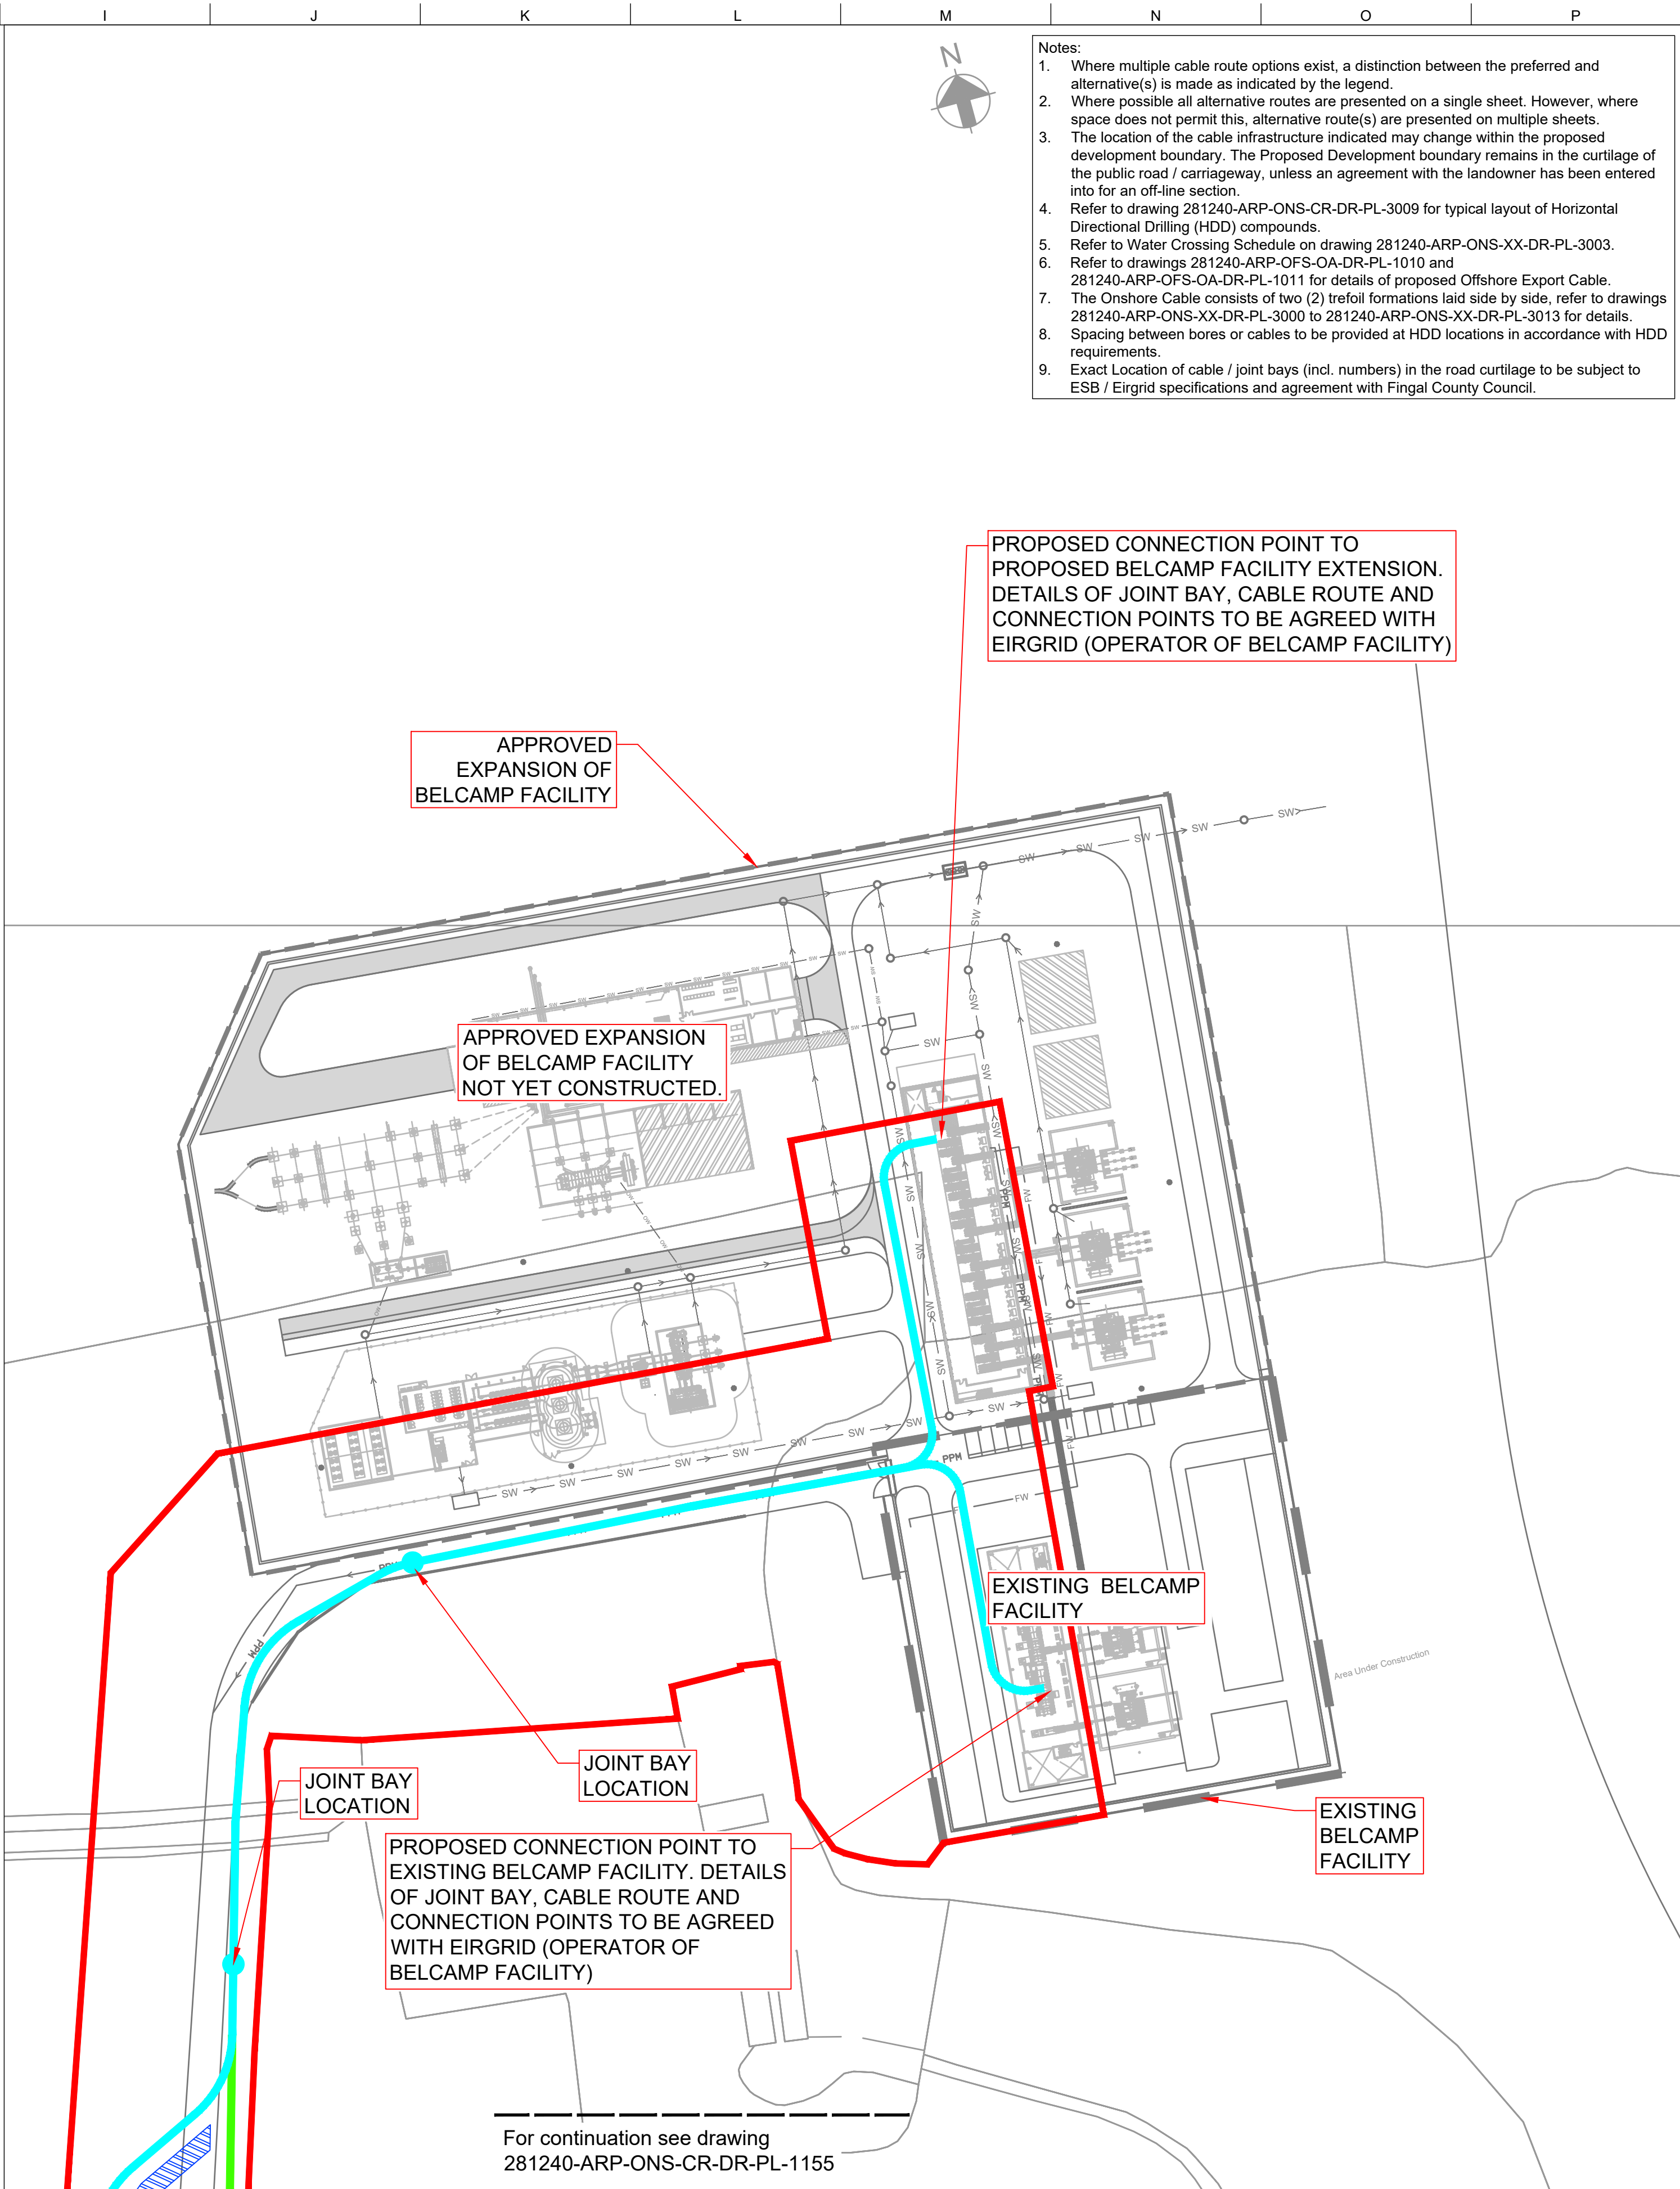 I J K L M N O P
N
Notes:
1. Where multiple cable route options exist, a distinction between the preferred and
alternative(s) is made as indicated by the legend.
2. Where possible all alternative routes are presented on a single sheet. However, where
space does not permit this, alternative route(s) are presented on multiple sheets.
3. The location of the cable infrastructure indicated may change within the proposed
development boundary. The Proposed Development boundary remains in the curtilage of
the public road / carriageway, unless an agreement with the landowner has been entered
into for an off-line section.
4. Refer to drawing 281240-ARP-ONS-CR-DR-PL-3009 for typical layout of Horizontal
Directional Drilling (HDD) compounds.
5. Refer to Water Crossing Schedule on drawing 281240-ARP-ONS-XX-DR-PL-3003.
6. Refer to drawings 281240-ARP-OFS-OA-DR-PL-1010 and
281240-ARP-OFS-OA-DR-PL-1011 for details of proposed Offshore Export Cable.
7. The Onshore Cable consists of two (2) trefoil formations laid side by side, refer to drawings
281240-ARP-ONS-XX-DR-PL-3000 to 281240-ARP-ONS-XX-DR-PL-3013 for details.
8. Spacing between bores or cables to be provided at HDD locations in accordance with HDD
requirements.
9. Exact Location of cable / joint bays (incl. numbers) in the road curtilage to be subject to
ESB / Eirgrid specifications and agreement with Fingal County Council.
PROPOSED CONNECTION POINT TO
PROPOSED BELCAMP FACILITY EXTENSION.
DETAILS OF JOINT BAY, CABLE ROUTE AND
CONNECTION POINTS TO BE AGREED WITH
EIRGRID (OPERATOR OF BELCAMP FACILITY)
APPROVED
EXPANSION OF
BELCAMP FACILITY
SW SW SW SW SW
APPROVED EXPANSION
OF BELCAMP FACILITY
NOT YET CONSTRUCTED.
SW SW SW SW SW SW SW
PPM
FW
EXISTING BELCAMP
FACILITY
Area Under Construction
PPM
JOINT BAY
LOCATION
JOINT BAY
LOCATION
EXISTING
BELCAMP
FACILITY
PROPOSED CONNECTION POINT TO
EXISTING BELCAMP FACILITY. DETAILS
OF JOINT BAY, CABLE ROUTE AND
CONNECTION POINTS TO BE AGREED
WITH EIRGRID (OPERATOR OF
BELCAMP FACILITY)
For continuation see drawing
281240-ARP-ONS-CR-DR-PL-1155